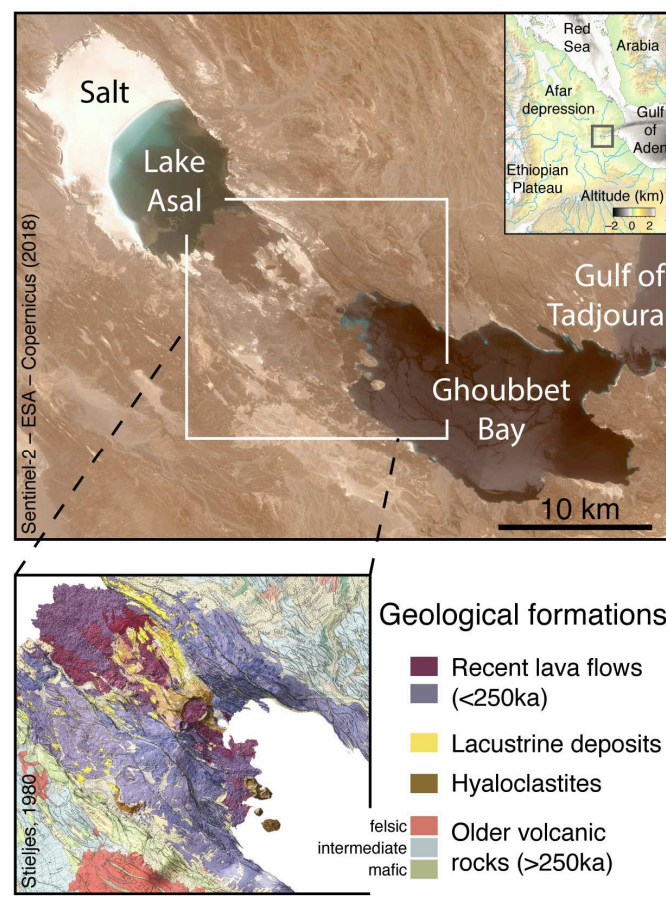 Salt
Lake
Asal
Red
Sea
Arabia
Afar
depression
Gulf
of
Aden
Ethiopian
Plateau
Altitude (km)
−2 0 2
Gulf of
Tadjoura
Ghoubbet
Bay
10 km
Sentinel-2 – ESA – Copernicus (2018)
Stieljes, 1980
Geological formations
Recent lava flows
(<250ka)
Lacustrine deposits
Hyaloclastites
felsic
intermediate
mafic
Older volcanic
rocks (>250ka)